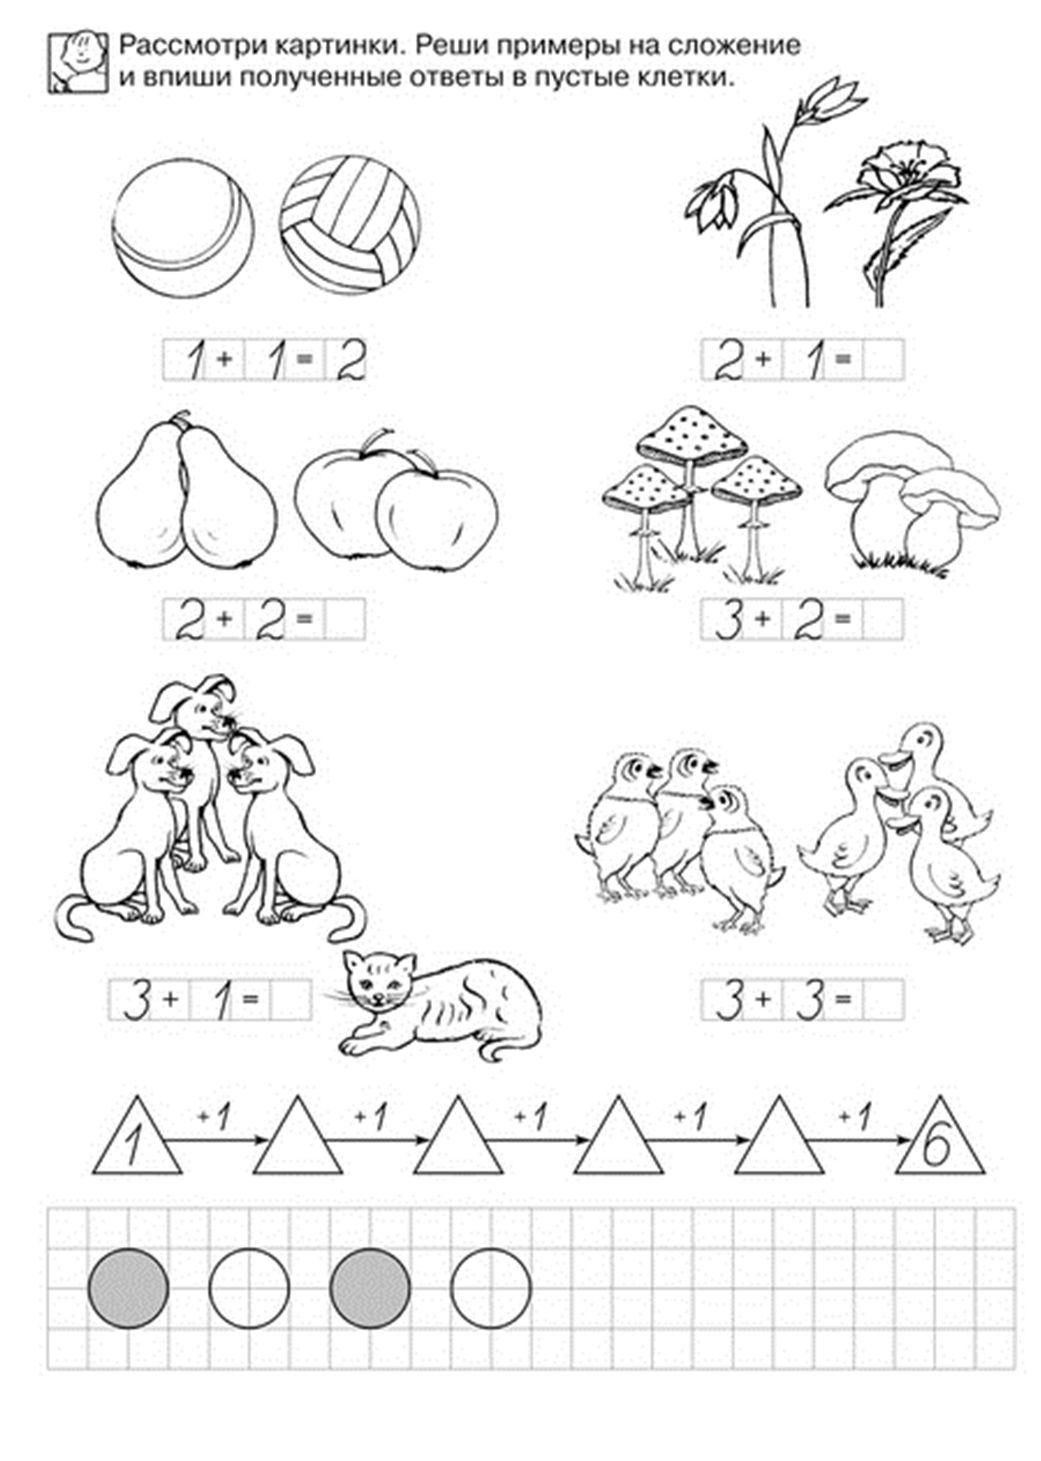 Рассмотри картинки. Реши примеры на сложение
и впиши полученные ответы в пустые клетки.
1 + 1 = 2
2 + 1 =
2 + 2 =
3 + 2 =
3 + 1 =
3 + 3 =
+1 +1 +1 +1 +1
1 6